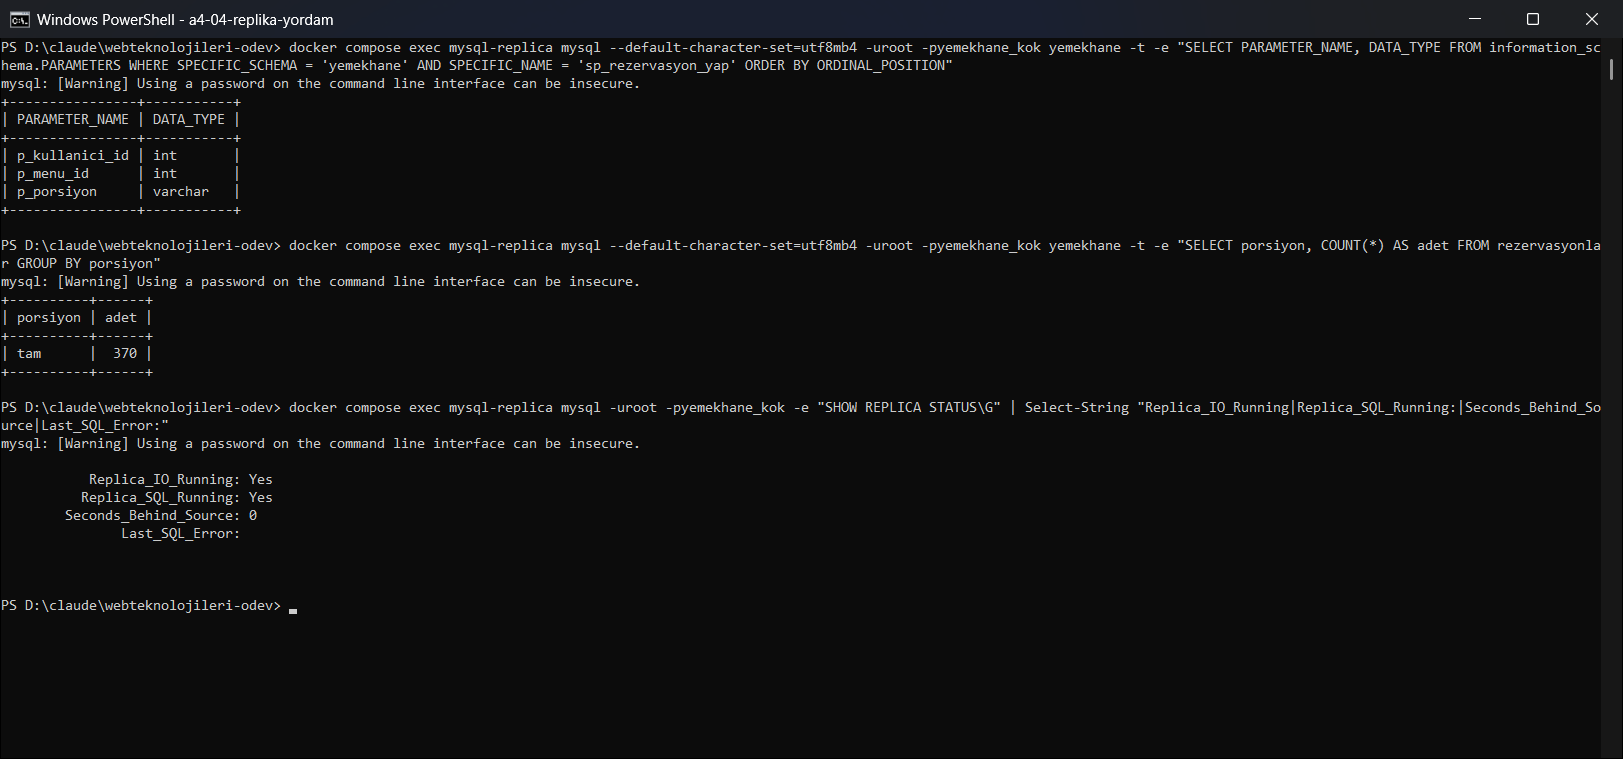 Windows PowerShell - a4-04-replika-yordam
PS D:\claude\webteknolojileri-odev> docker compose exec mysql-replica mysql --default-character-set=utf8mb4 -uroot -pyemekhane_kok yemekhane -t -e "SELECT PARAMETER_NAME, DATA_TYPE FROM information_sc
hema.PARAMETERS WHERE SPECIFIC_SCHEMA = 'yemekhane' AND SPECIFIC_NAME = 'sp_rezervasyon_yap' ORDER BY ORDINAL_POSITION"
mysql: [Warning] Using a password on the command line interface can be insecure.
+----------------+-----------+
| PARAMETER_NAME | DATA_TYPE |
+----------------+-----------+
| p_kullanici_id | int       |
| p_menu_id      | int       |
| p_porsiyon     | varchar   |
+----------------+-----------+
PS D:\claude\webteknolojileri-odev> docker compose exec mysql-replica mysql --default-character-set=utf8mb4 -uroot -pyemekhane_kok yemekhane -t -e "SELECT porsiyon, COUNT(*) AS adet FROM rezervasyonla
r GROUP BY porsiyon"
mysql: [Warning] Using a password on the command line interface can be insecure.
+----------+------+
| porsiyon | adet |
+----------+------+
| tam      |  370 |
+----------+------+
PS D:\claude\webteknolojileri-odev> docker compose exec mysql-replica mysql -uroot -pyemekhane_kok -e "SHOW REPLICA STATUS\G" | Select-String "Replica_IO_Running|Replica_SQL_Running:|Seconds_Behind_So
urce|Last_SQL_Error:"
mysql: [Warning] Using a password on the command line interface can be insecure.
Replica_IO_Running: Yes
Replica_SQL_Running: Yes
Seconds_Behind_Source: 0
Last_SQL_Error:
PS D:\claude\webteknolojileri-odev>